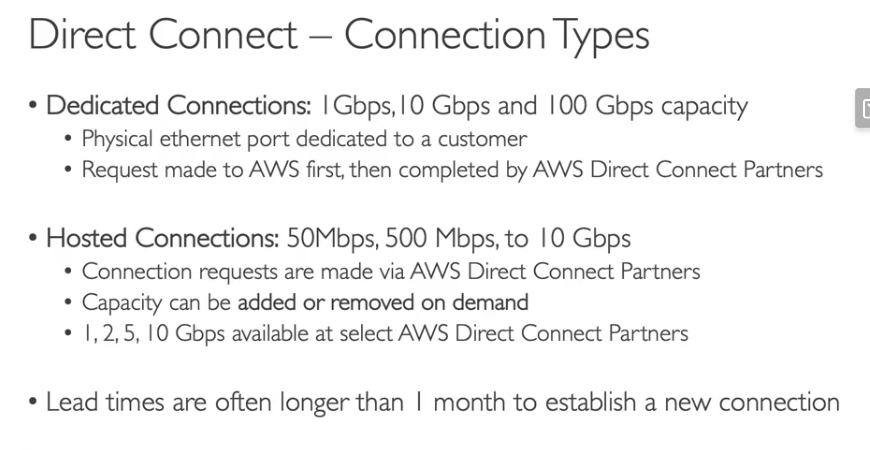 Direct Connect – Connection Types
• Dedicated Connections: 1Gbps,10 Gbps and 100 Gbps capacity
• Physical ethernet port dedicated to a customer
• Request made to AWS first, then completed by AWS Direct Connect Partners
• Hosted Connections: 50Mbps, 500 Mbps, to 10 Gbps
• Connection requests are made via AWS Direct Connect Partners
• Capacity can be added or removed on demand
• 1, 2, 5, 10 Gbps available at select AWS Direct Connect Partners
• Lead times are often longer than 1 month to establish a new connection